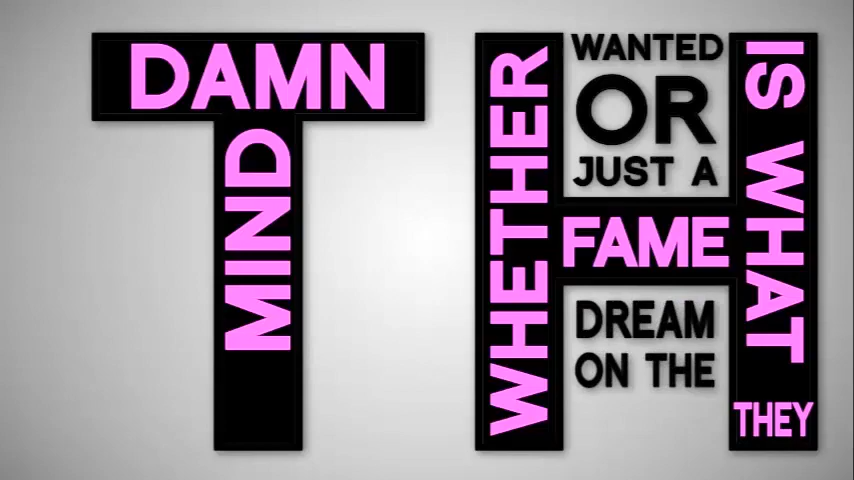 DAMN
MIND
WHETHER
FAME
IS WHAT
THEY
WANTED
OR
JUST A
DREAM
ON THE